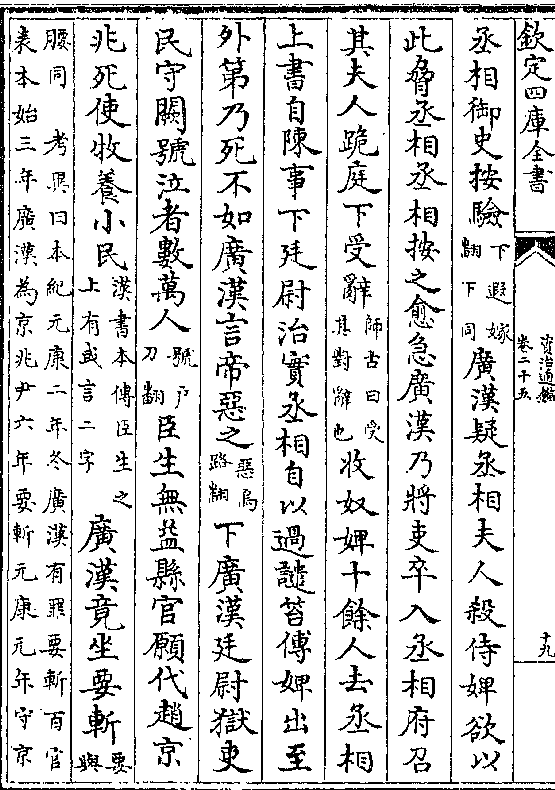 欽定四庫全書
資治通鑑
卷二十五
十九
丞相御史按驗下遐嫁翻下同廣漢疑丞相夫人殺侍婢欲以
此脅丞相丞相按之愈急廣漢乃將吏卒入丞相府召
其夫人跪庭下受辭師古曰受其對辭也收奴婢十餘人去丞相
上書自陳事下廷尉治實丞相自以過譴笞傅婢出至
外第乃死不如廣漢言帝惡之惡烏路翻下廣漢廷尉獄吏
民守闕號泣者數萬人號户刀翻臣生無益縣官願代趙京
兆死使牧養小民漢書本傳臣生之上有或言二字廣漢竟坐要斬要與
腰同 考異曰本紀元康二年冬廣漢有罪要斬百官
表本始三年廣漢為京兆尹六年要斬元康元年守京